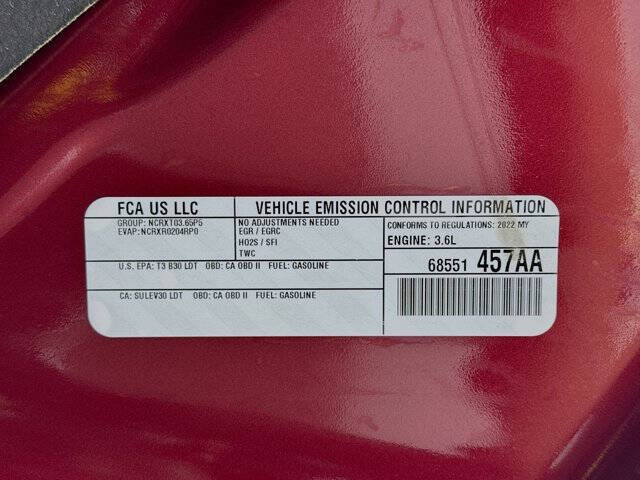 FCA US LLC
VEHICLE EMISSION CONTROL INFORMATION
GROUP: NCRXT03.65P5
EVAP: NCRXR0204RP0
NO ADJUSTMENTS NEEDED
EGR / EGRC
HO2S / SFI
TWC
CONFORMS TO REGULATIONS: 2022 MY
ENGINE: 3.6L
U.S. EPA: T3 B30 LDT OBD: CA OBD II FUEL: GASOLINE
68551 457AA
CA: SULEV30 LDT OBD: CA OBD II FUEL: GASOLINE